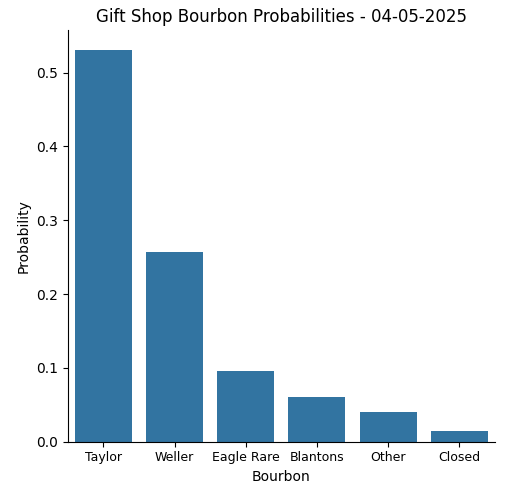 Gift Shop Bourbon Probabilities - 04-05-2025
Probability
0.5
0.4
0.3
0.2
0.1
0.0
Taylor Weller Eagle Rare Blantons Other Closed
Bourbon